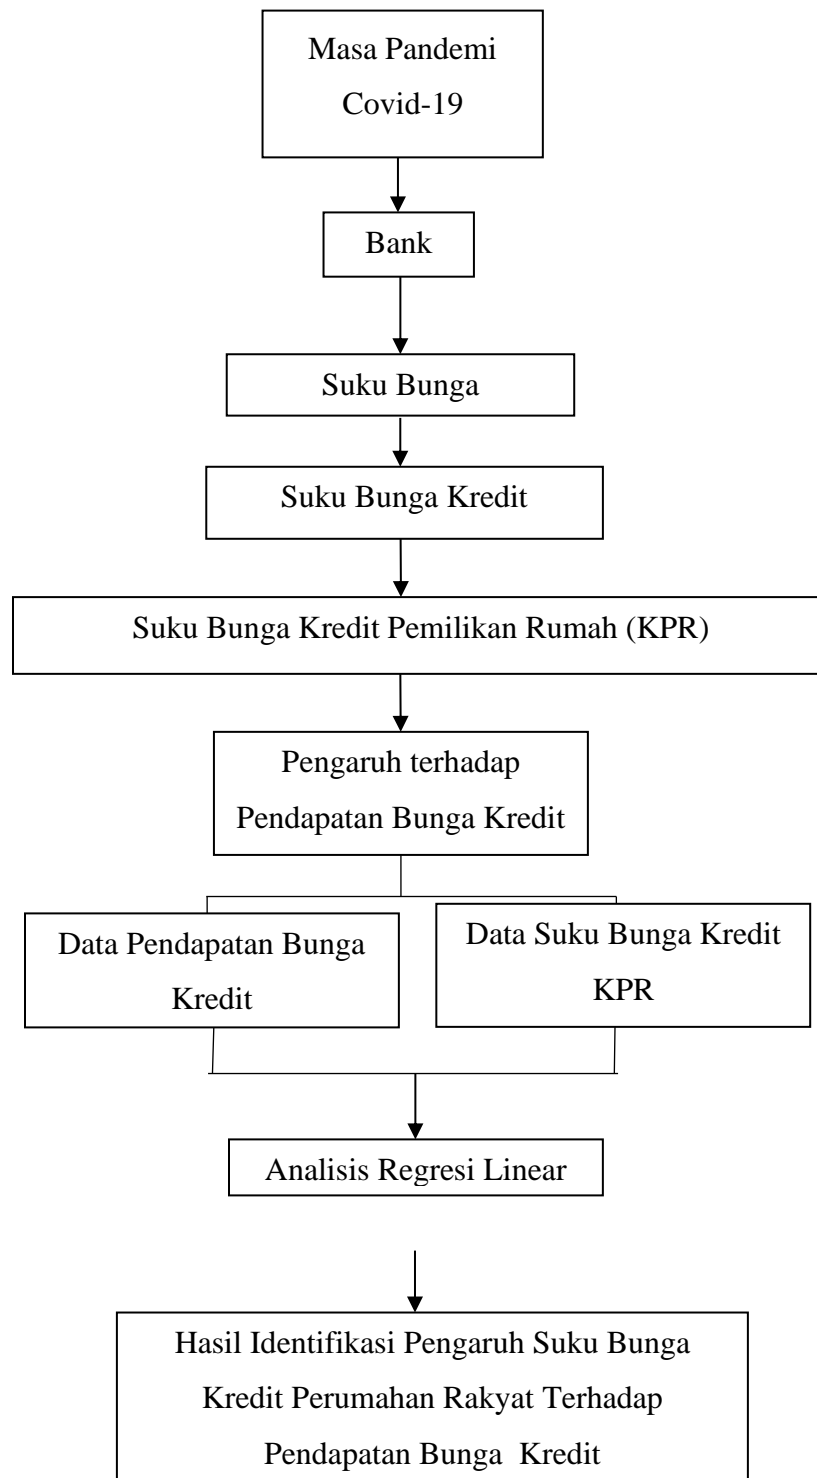 Masa Pandemi
Covid-19
Bank
Suku Bunga
Suku Bunga Kredit
Suku Bunga Kredit Pemilikan Rumah (KPR)
Pengaruh terhadap
Pendapatan Bunga Kredit
Data Pendapatan Bunga
Kredit
Data Suku Bunga Kredit
KPR
Analisis Regresi Linear
Hasil Identifikasi Pengaruh Suku Bunga
Kredit Perumahan Rakyat Terhadap
Pendapatan Bunga Kredit